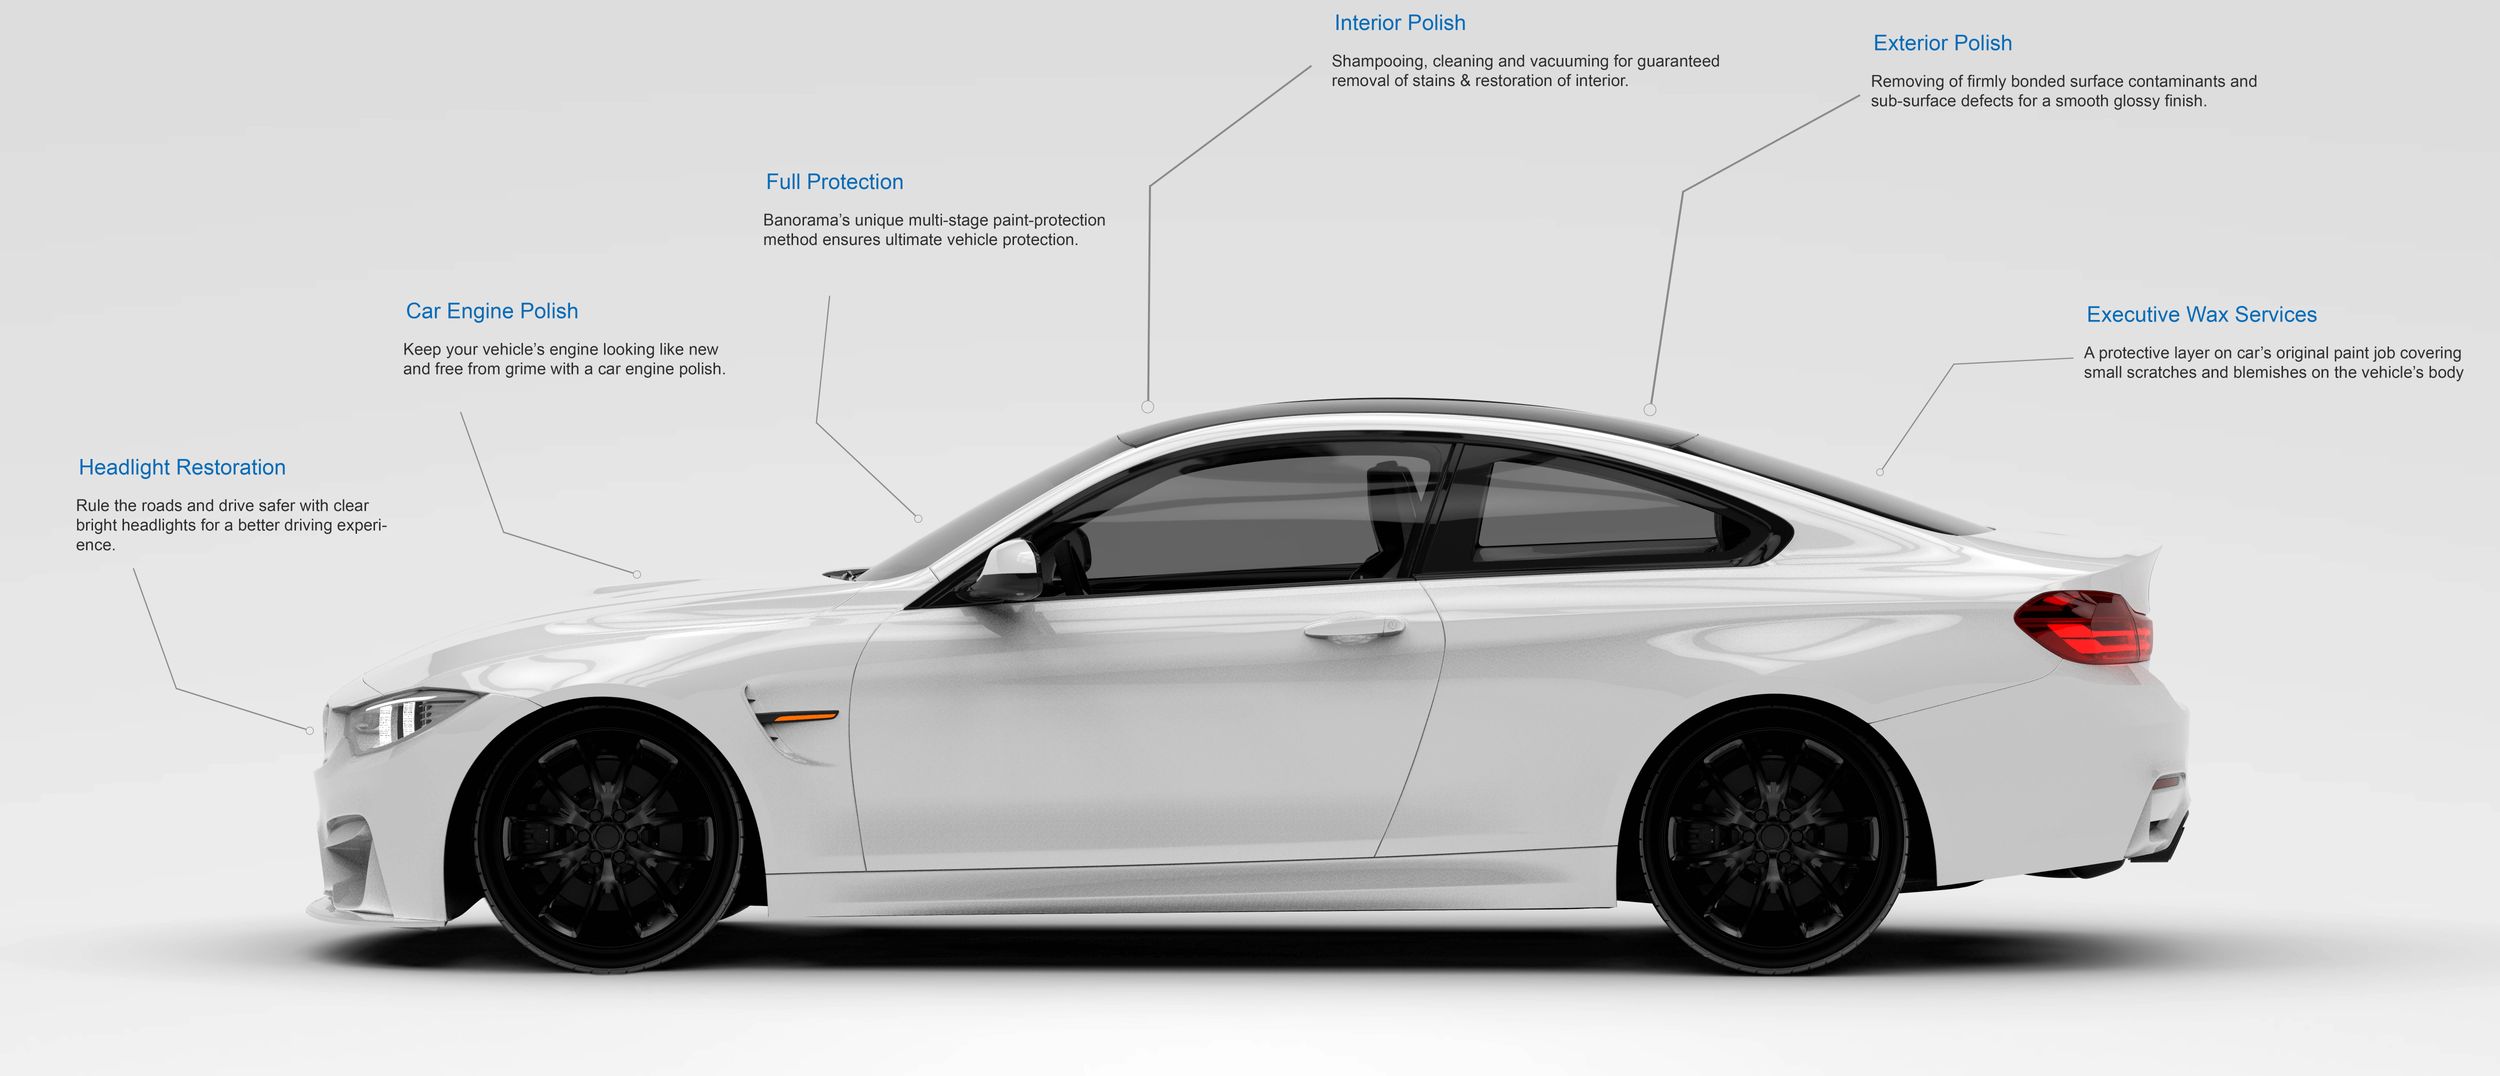 Interior Polish
Shampooing, cleaning and vacuuming for guaranteed
removal of stains & restoration of interior.
Exterior Polish
Removing of firmly bonded surface contaminants and
sub-surface defects for a smooth glossy finish.
Full Protection
Banorama’s unique multi-stage paint-protection
method ensures ultimate vehicle protection.
Car Engine Polish
Keep your vehicle’s engine looking like new
and free from grime with a car engine polish.
Executive Wax Services
A protective layer on car’s original paint job covering
small scratches and blemishes on the vehicle’s body
Headlight Restoration
Rule the roads and drive safer with clear
bright headlights for a better driving experi-
ence.